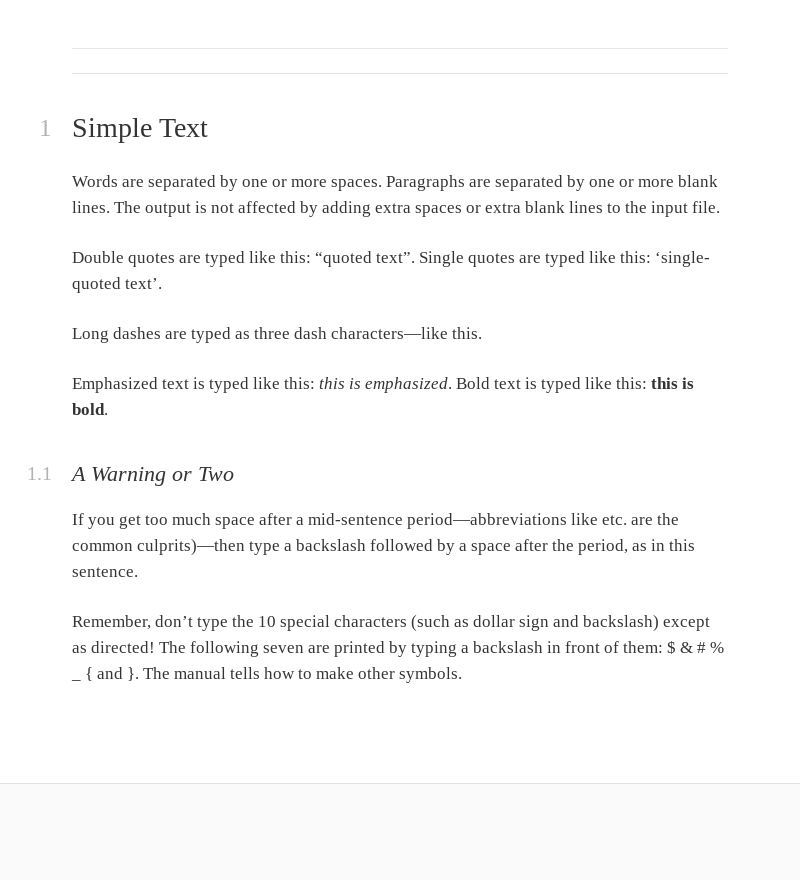 1 Simple Text
Words are separated by one or more spaces. Paragraphs are separated by one or more blank
lines. The output is not affected by adding extra spaces or extra blank lines to the input file.
Double quotes are typed like this: “quoted text”. Single quotes are typed like this: ‘single-
quoted text’.
Long dashes are typed as three dash characters—like this.
Emphasized text is typed like this: this is emphasized. Bold text is typed like this: this is
bold.
1.1 A Warning or Two
If you get too much space after a mid-sentence period—abbreviations like etc. are the
common culprits)—then type a backslash followed by a space after the period, as in this
sentence.
Remember, don’t type the 10 special characters (such as dollar sign and backslash) except
as directed! The following seven are printed by typing a backslash in front of them: $ & # %
_ { and }. The manual tells how to make other symbols.